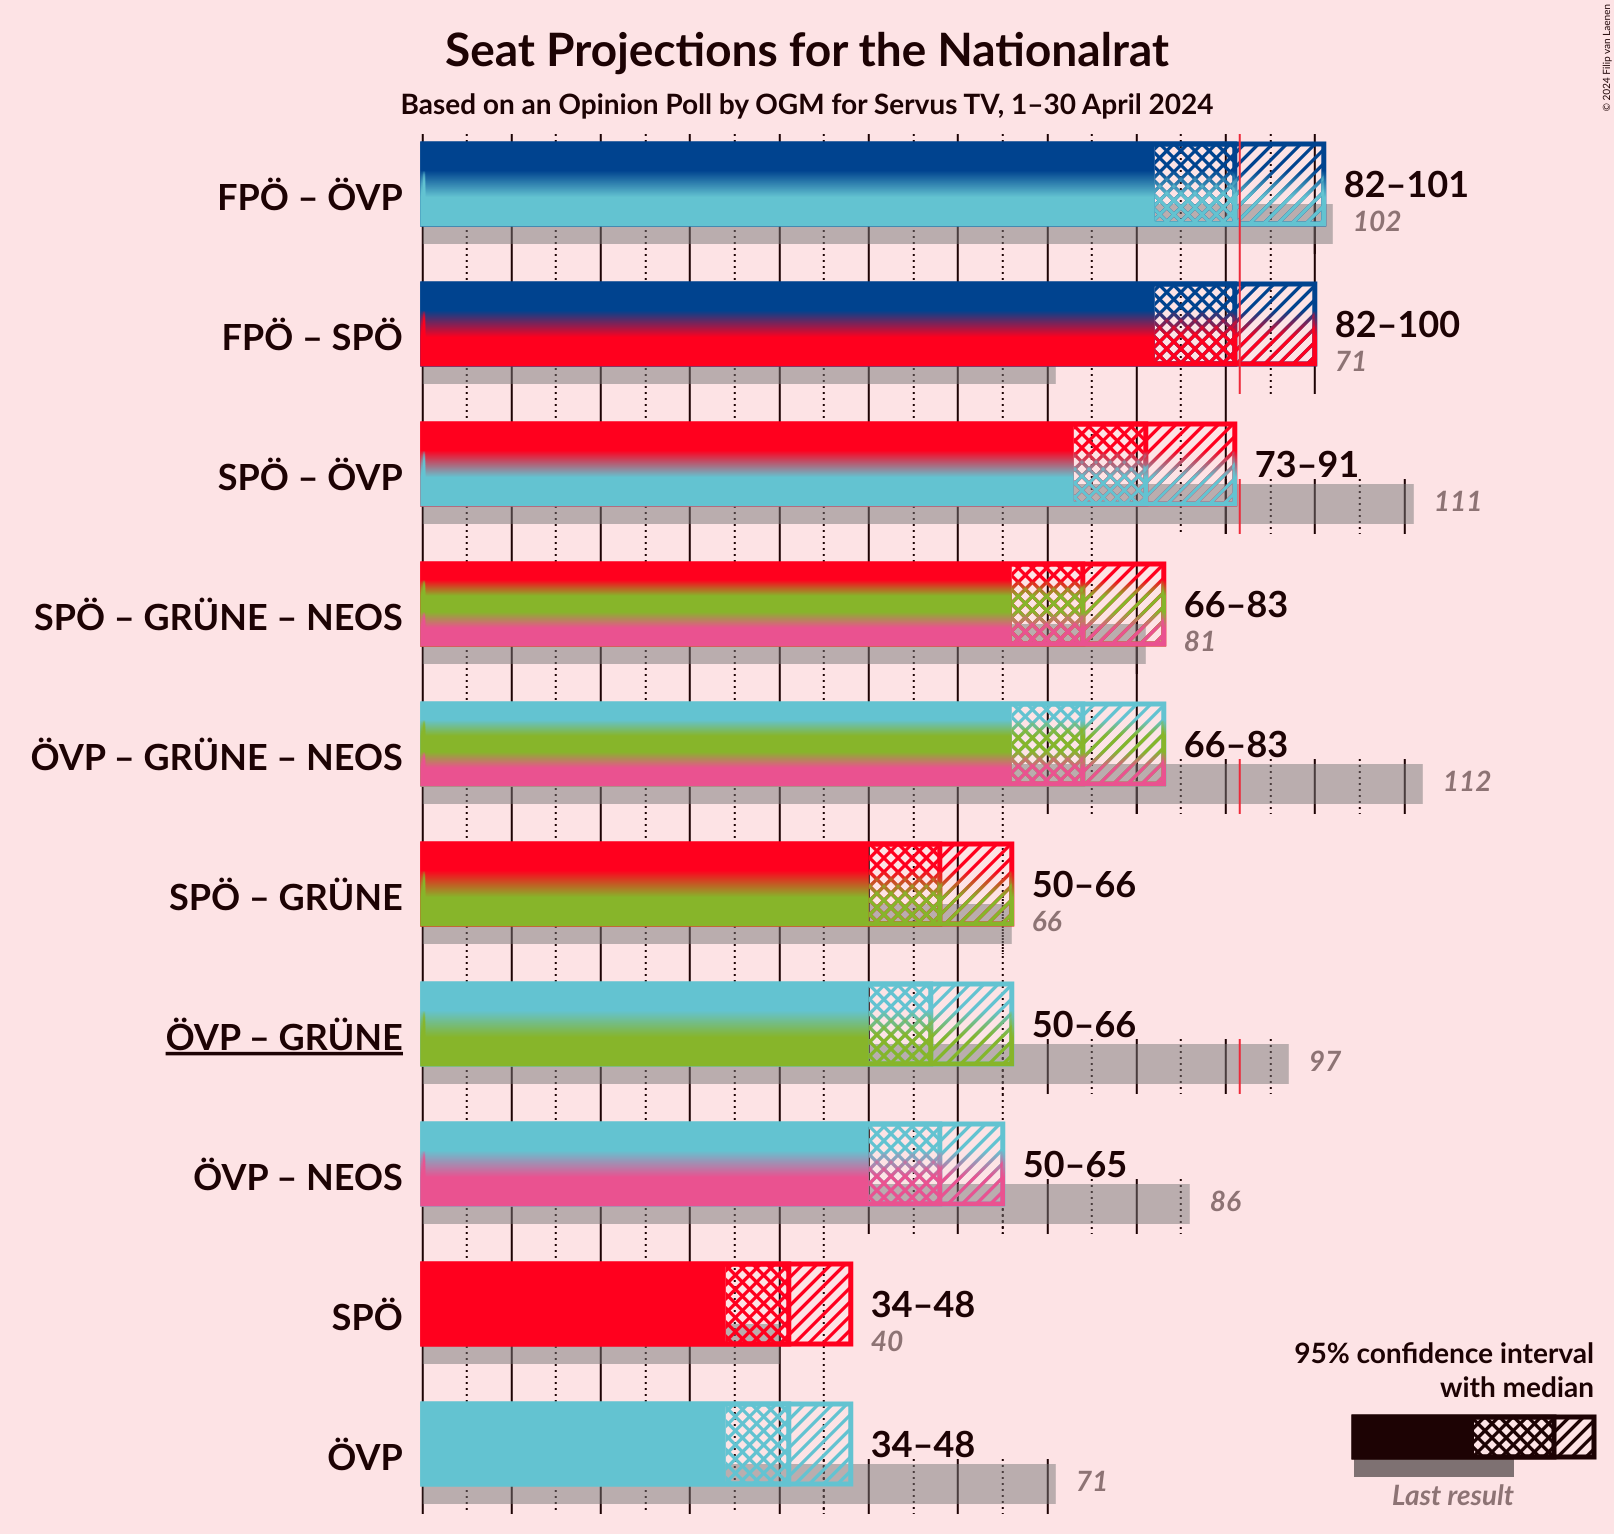 Seat Projections for the Nationalrat
Based on an Opinion Poll by OGM for Servus TV, 1–30 April 2024
© 2024 Filip van Laenen
FPÖ – ÖVP
82–101
102
FPÖ – SPÖ
82–100
71
SPÖ – ÖVP
73–91
111
SPÖ – GRÜNE – NEOS
66–83
81
ÖVP – GRÜNE – NEOS
66–83
112
SPÖ – GRÜNE
50–66
66
ÖVP – GRÜNE
50–66
97
ÖVP – NEOS
50–65
86
SPÖ
34–48
40
ÖVP
34–48
71
95% confidence interval
with median
Last result